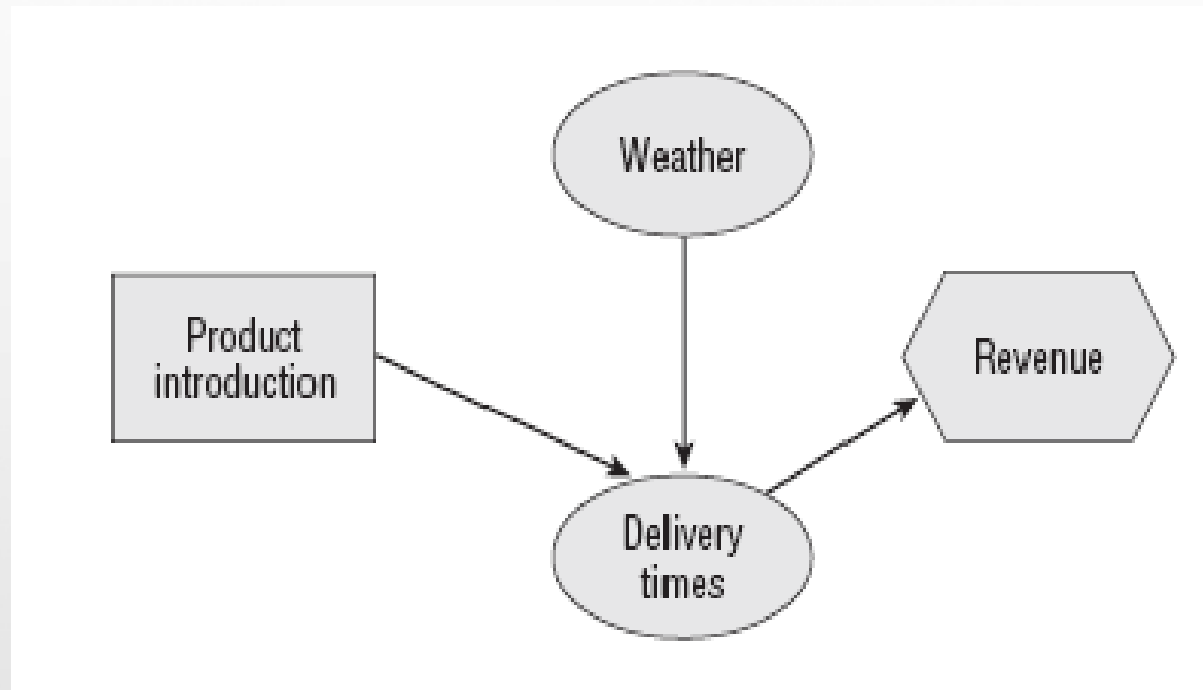 Weather
Product
introduction
Revenue
Delivery
times